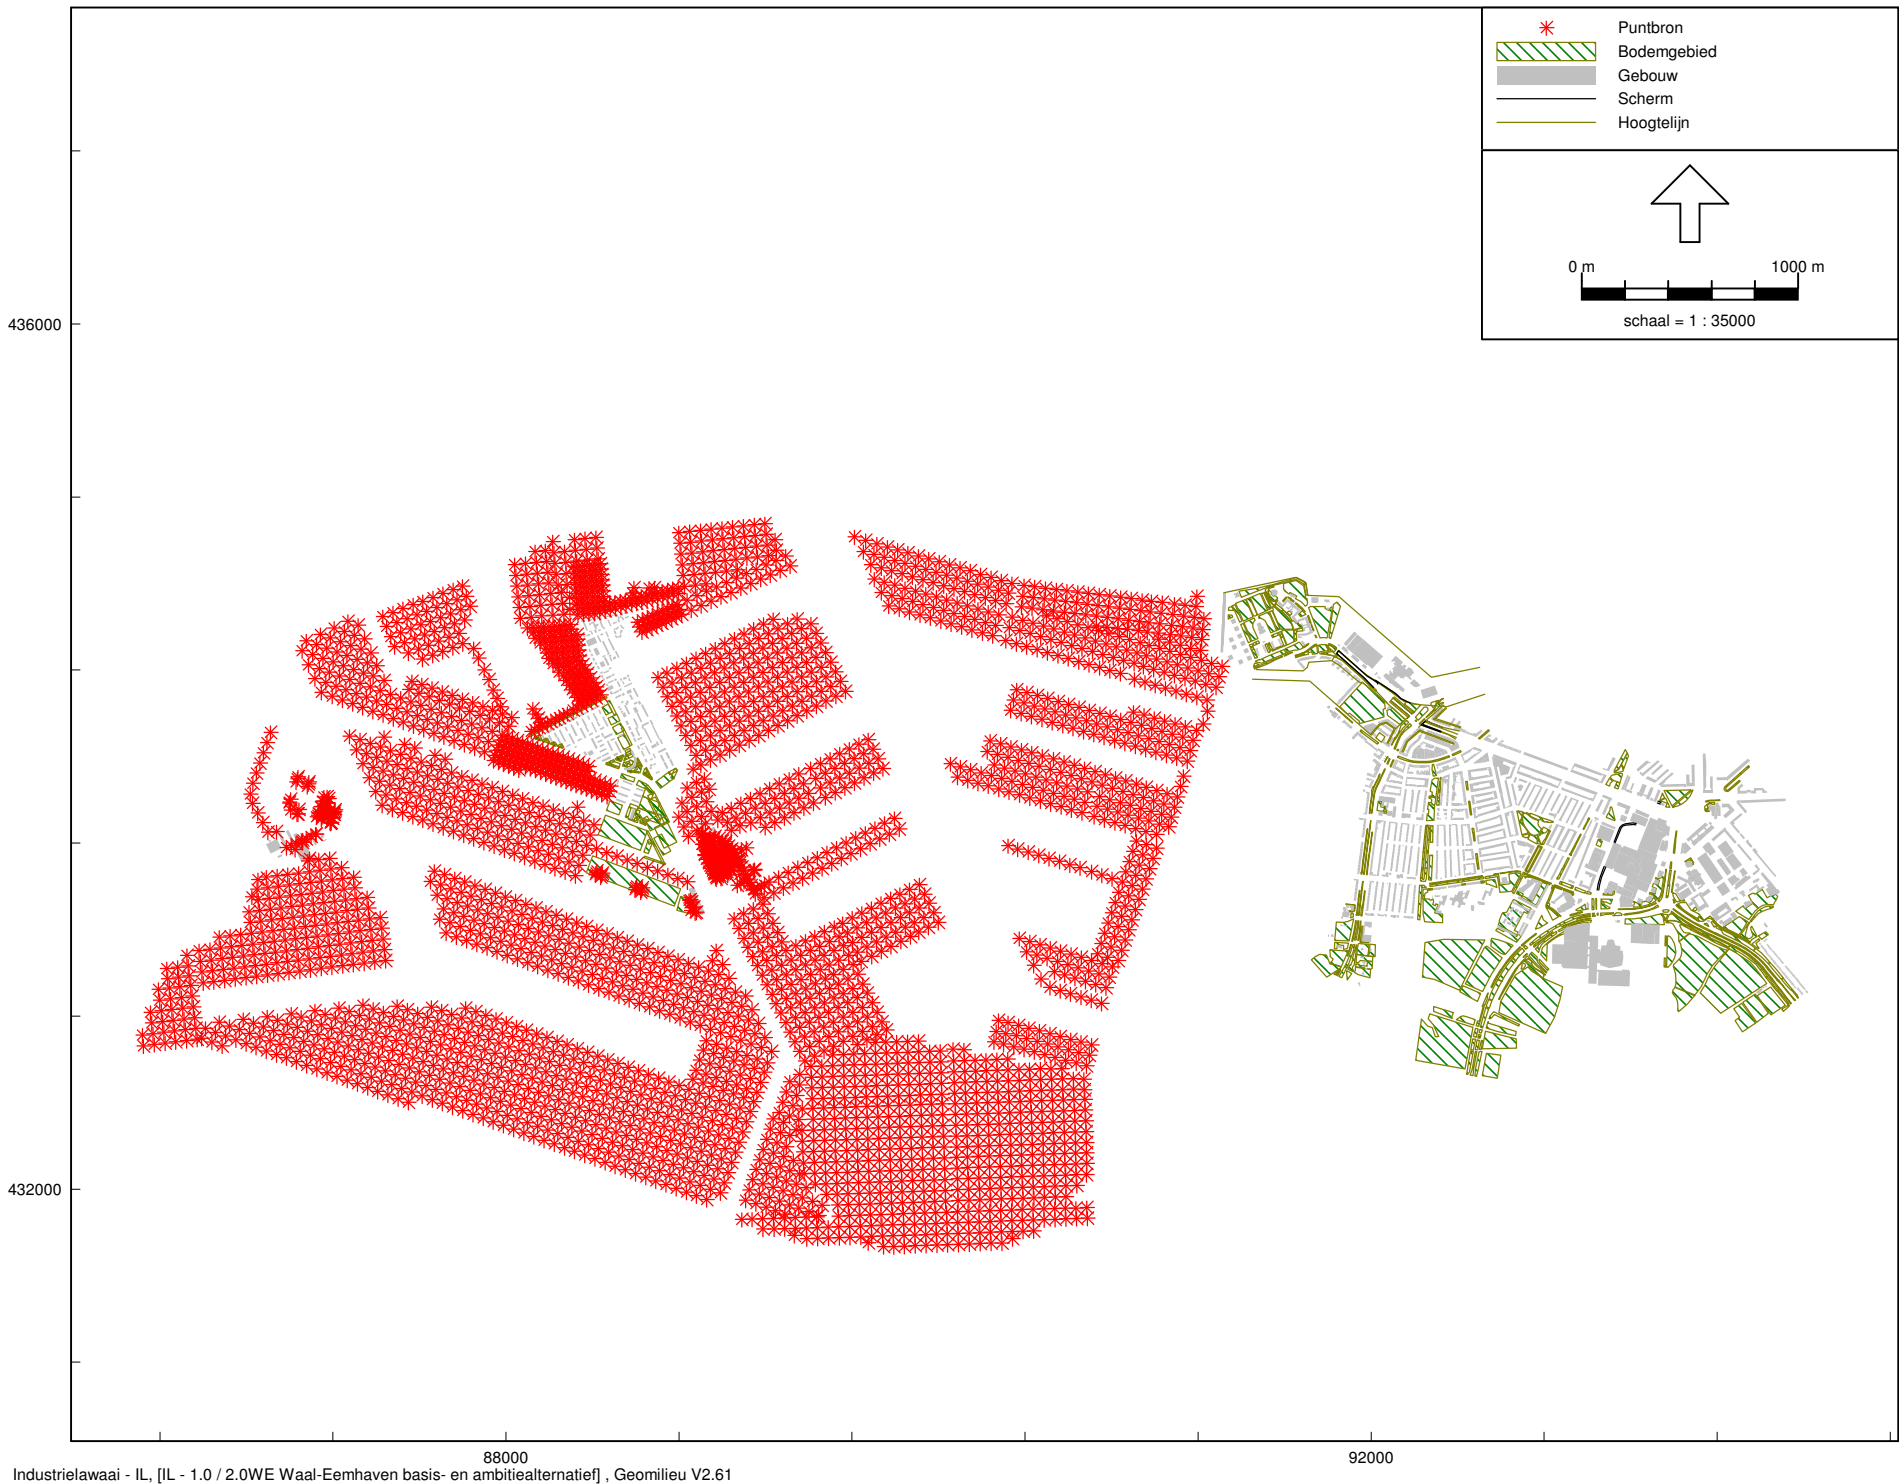 Puntbron
Bodemgebied
Gebouw
Scherm
Hoogtelijn
0 m 1000 m
schaal = 1 : 35000
436000
432000
88000 92000
Industrielawaai - IL, [IL - 1.0 / 2.0WE Waal-Eemhaven basis- en ambitiealternatief] , Geomilieu V2.61